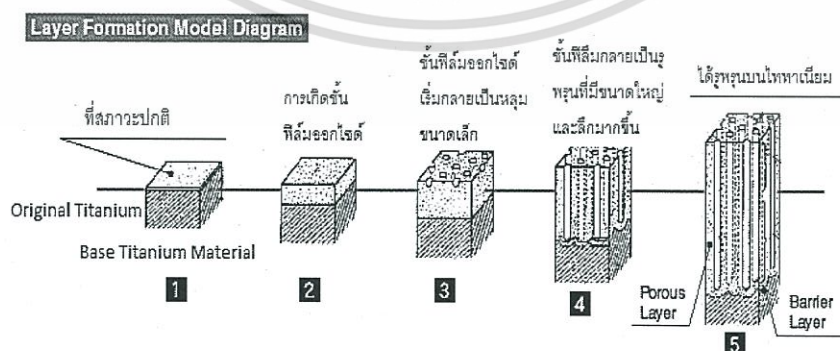 Layer Formation Model Diagram
ที่สภาวะปกติ
การเกิดชั้น
ฟิล์มออกไซด์
ชั้นฟิล์มออกไซด์
เริ่มกลายเป็นหลุม
ขนาดเล็ก
ชั้นฟิล์มกลายเป็นรู
พรุนที่มีขนาดใหญ่
และลึกมากขึ้น
ได้รูพรุนบนไททาเนียม
Original Titanium
Base Titanium Material
1
2
3
4
5
Porous
Layer
Barrier
Layer